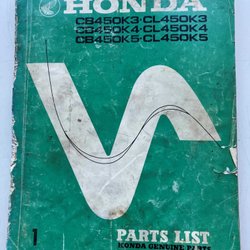 HONDA
CB450K3·CL450K3
CB450K4·CL450K4
CB450K5·CL450K5
1
PARTS LIST
HONDA GENUINE PARTS